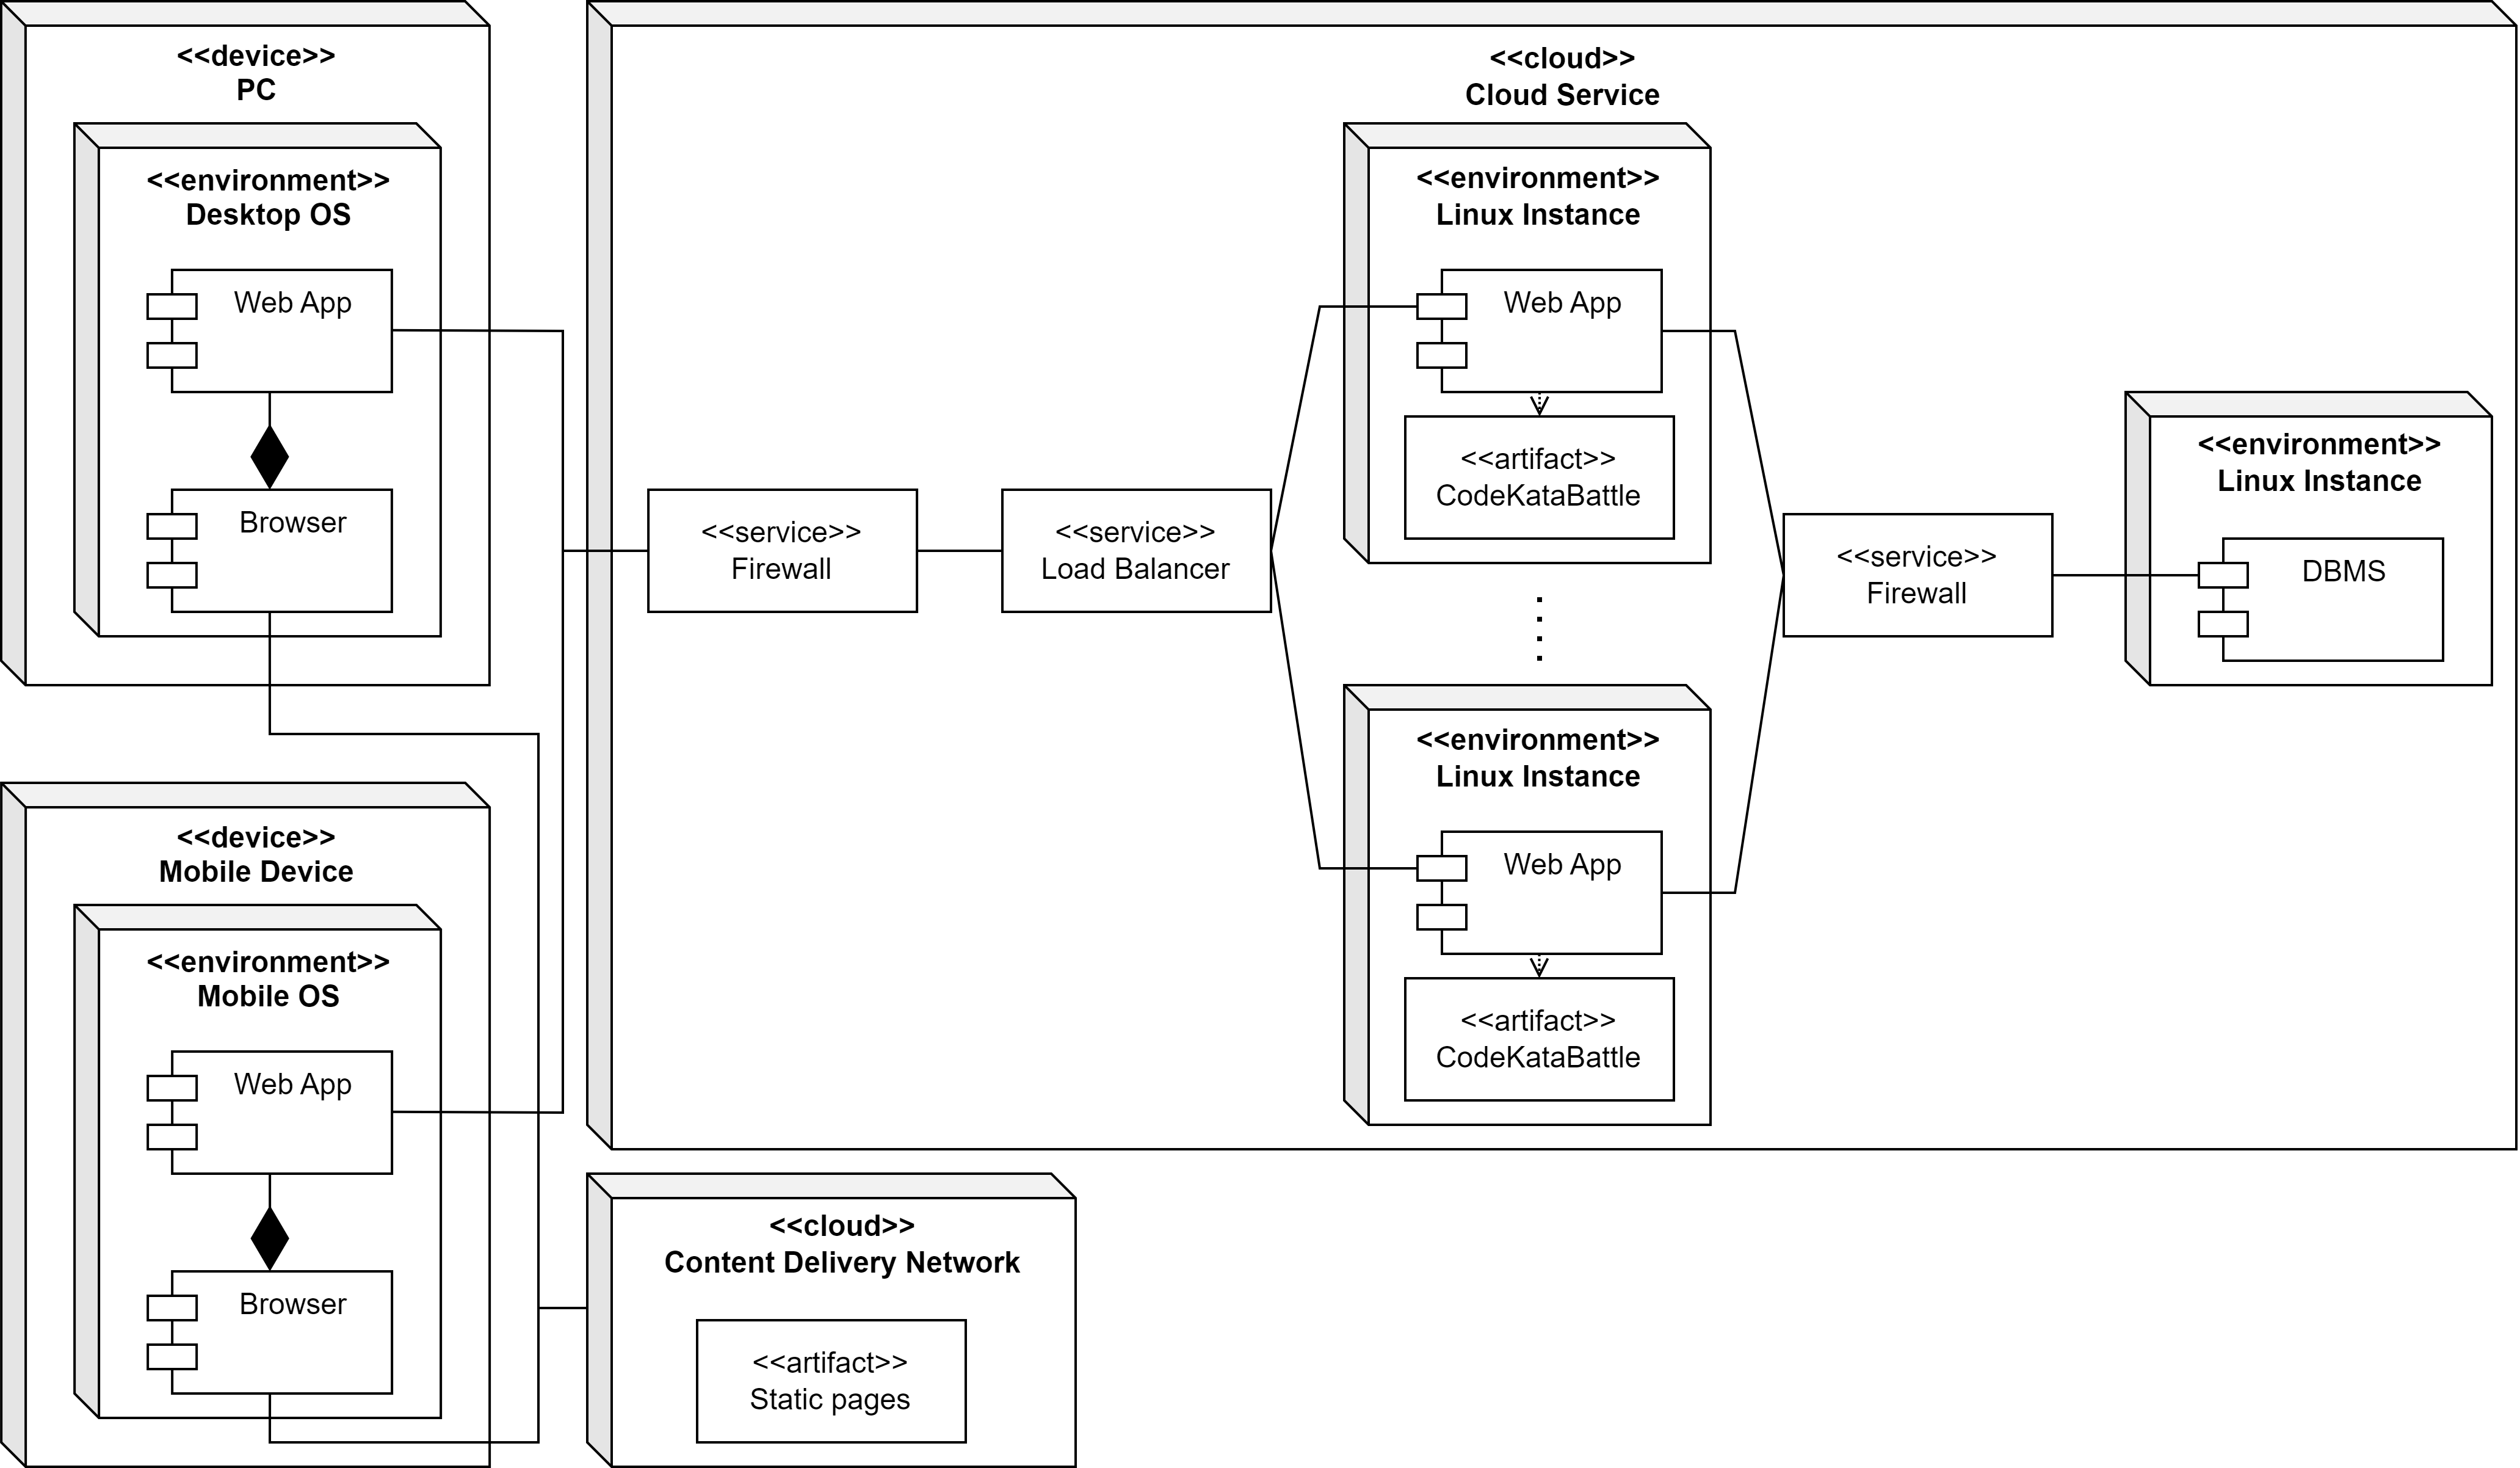 <<device>>
PC
<<environment>>
Desktop OS
Web App
Browser
<<device>>
Mobile Device
<<environment>>
Mobile OS
Web App
Browser
<<cloud>>
Cloud Service
<<service>>
Firewall
<<service>>
Load Balancer
<<environment>>
Linux Instance
Web App
<<artifact>>
CodeKataBattle
<<environment>>
Linux Instance
Web App
<<artifact>>
CodeKataBattle
<<service>>
Firewall
<<environment>>
Linux Instance
DBMS
<<cloud>>
Content Delivery Network
<<artifact>>
Static pages